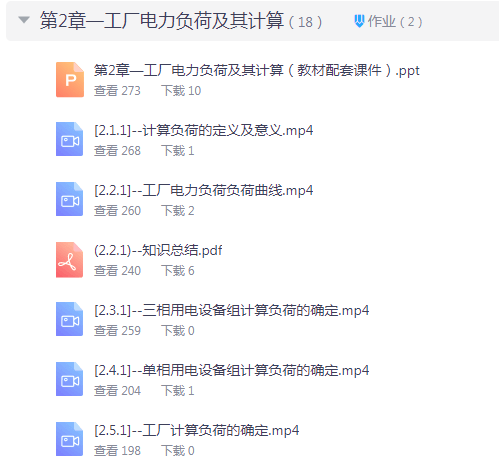 第2章—工厂电力负荷及其计算（18） 作业（2）
第2章—工厂电力负荷及其计算（教材配套课件）.ppt
查看 273 下载 10
[2.1.1]--计算负荷的定义及意义.mp4
查看 268 下载 1
[2.2.1]--工厂电力负荷负荷曲线.mp4
查看 260 下载 2
(2.2.1)--知识总结.pdf
查看 240 下载 6
[2.3.1]--三相用电设备组计算负荷的确定.mp4
查看 259 下载 0
[2.4.1]--单相用电设备组计算负荷的确定.mp4
查看 204 下载 1
[2.5.1]--工厂计算负荷的确定.mp4
查看 198 下载 0